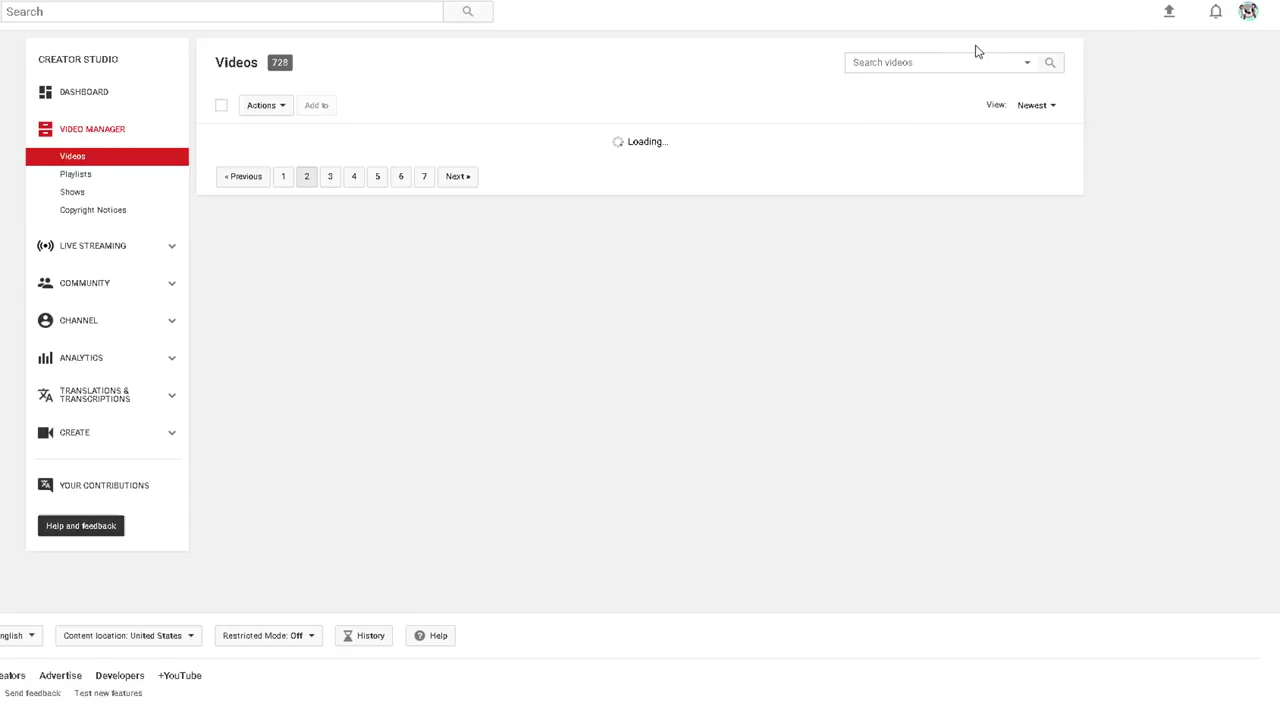 Search
CREATOR STUDIO
DASHBOARD
VIDEO MANAGER
Videos
Playlists
Shows
Copyright Notices
LIVE STREAMING
COMMUNITY
CHANNEL
ANALYTICS
TRANSLATIONS &
TRANSCRIPTIONS
CREATE
YOUR CONTRIBUTIONS
Help and feedback
Videos 728
Search videos
Actions Add to
View: Newest
Loading...
« Previous 1 2 3 4 5 6 7 Next »
nglish Content location: United States Restricted Mode: Off History Help
eators Advertise Developers +YouTube
Send feedback Test new features